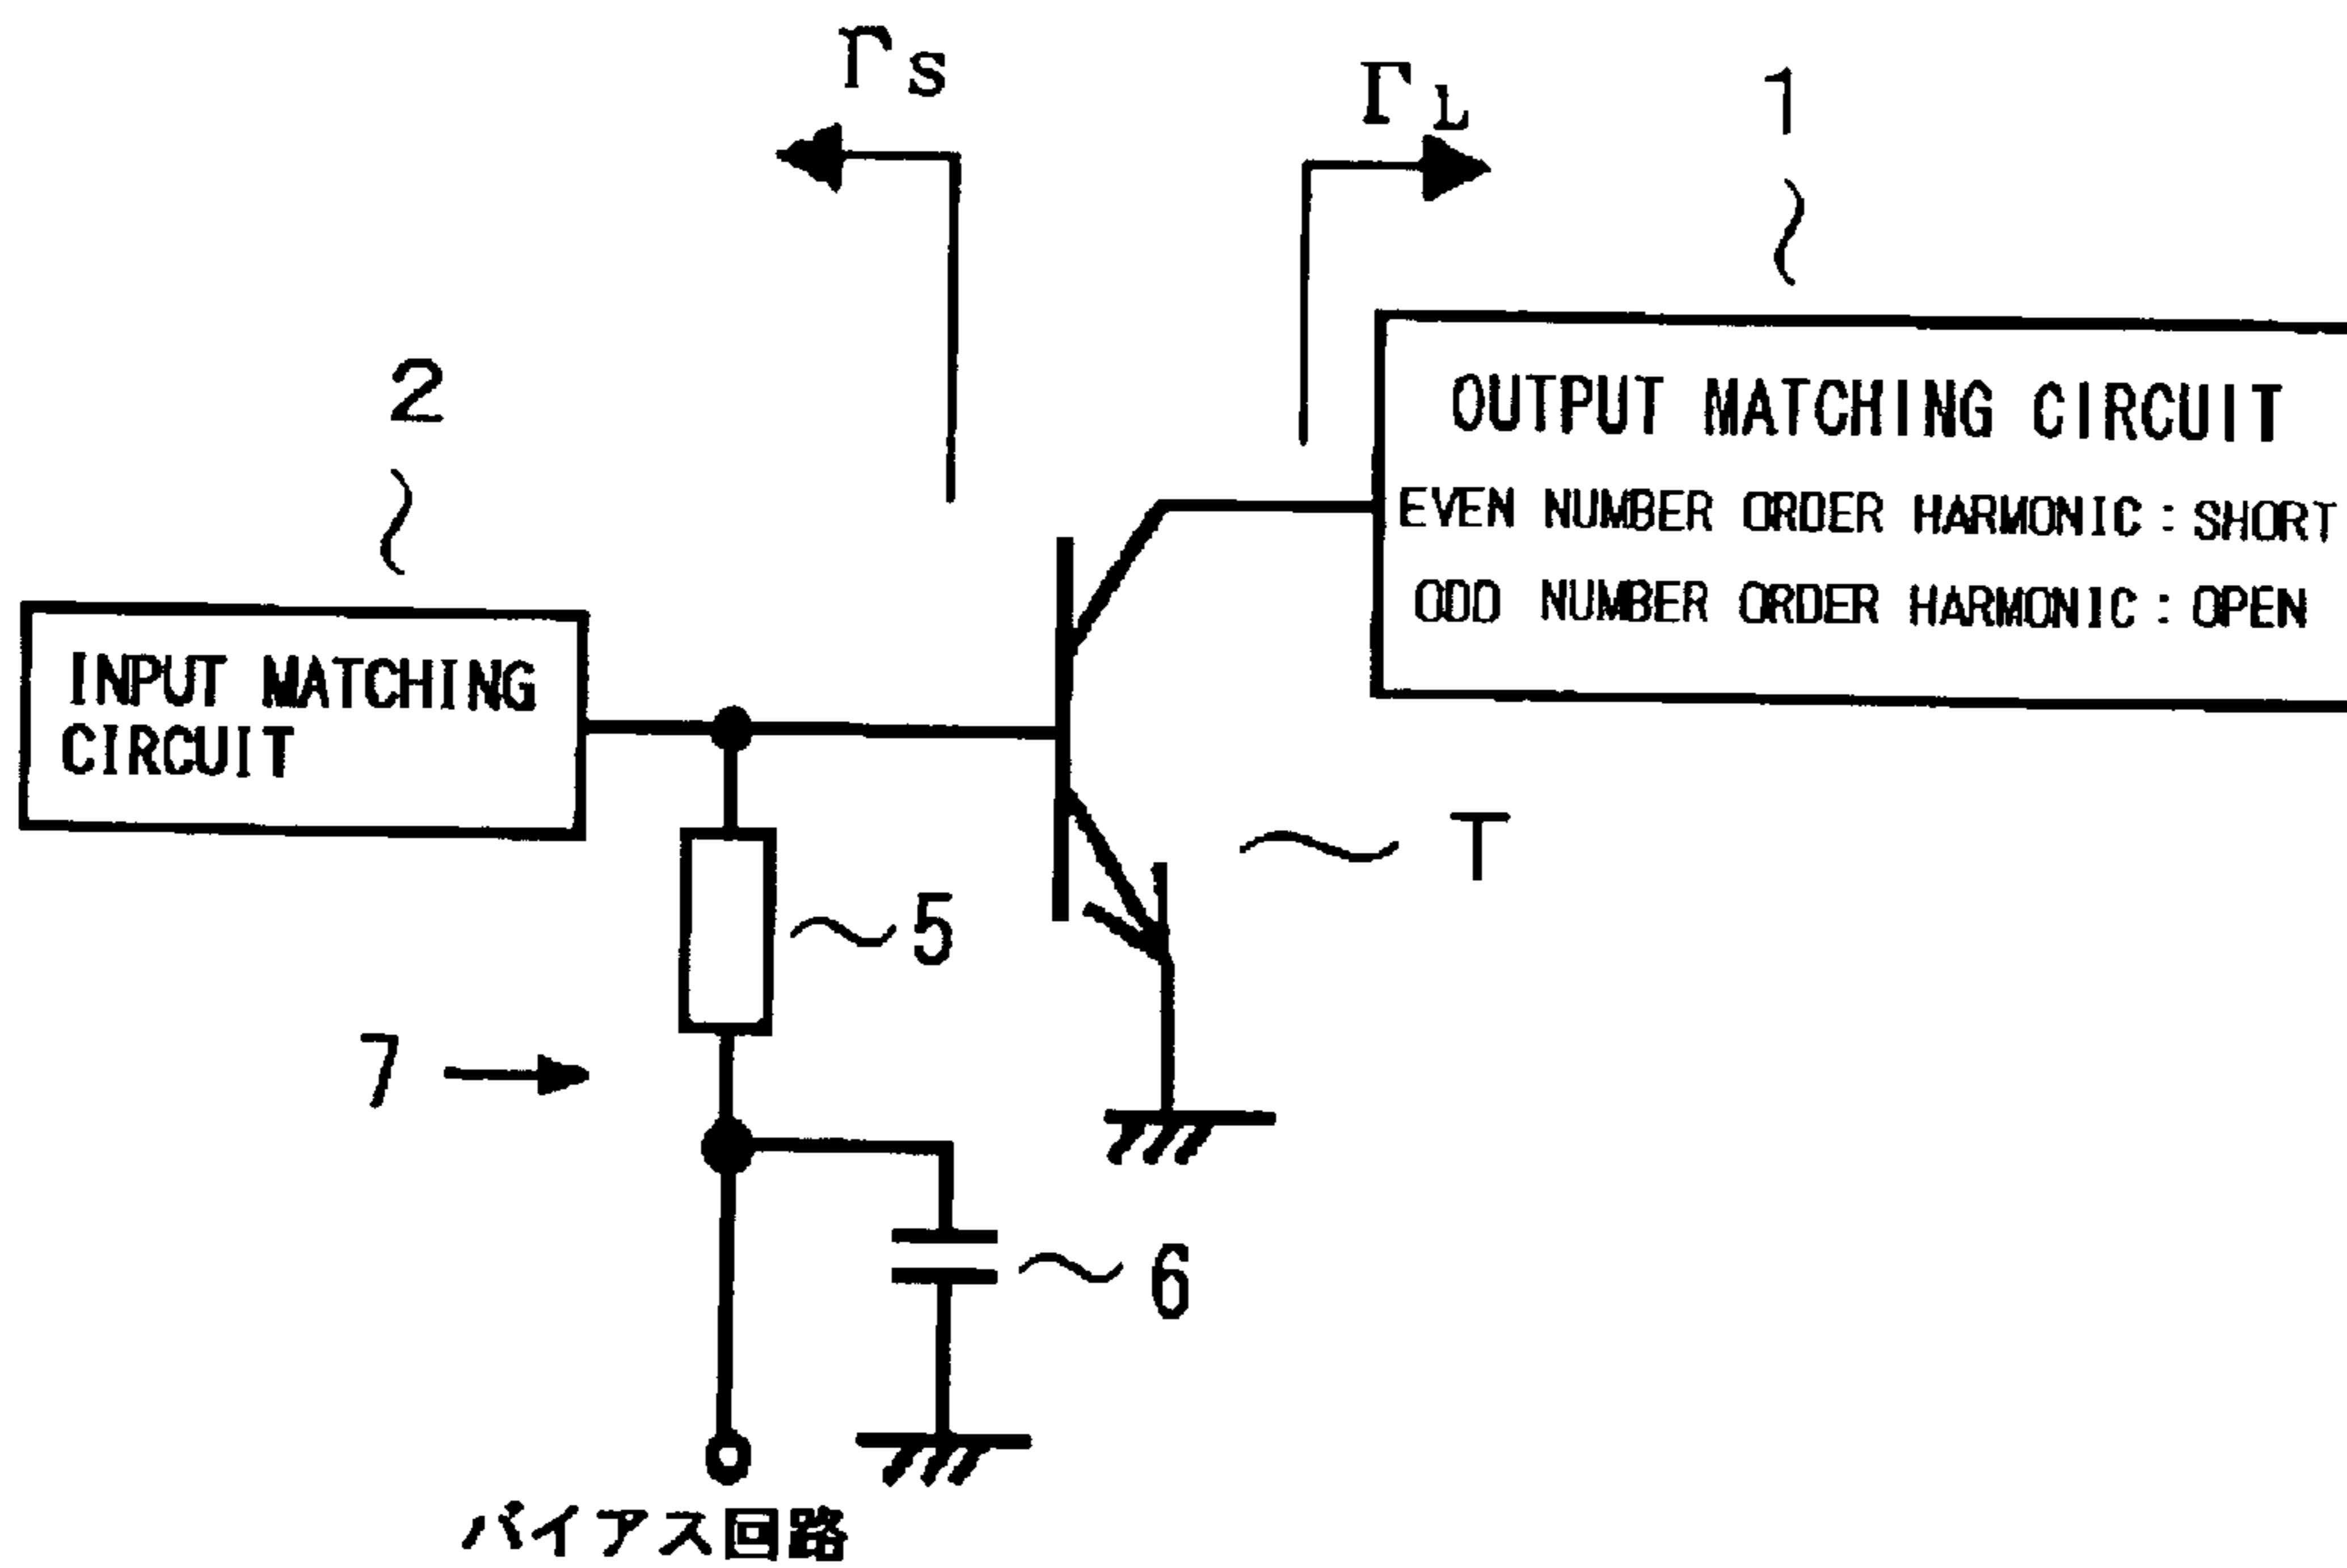 ΓS
ΓL
1
2
OUTPUT MATCHING CIRCUIT
EVEN NUMBER ORDER HARMONIC : SHORT
ODD NUMBER ORDER HARMONIC : OPEN
INPUT MATCHING
CIRCUIT
T
5
7
6
バイアス回路